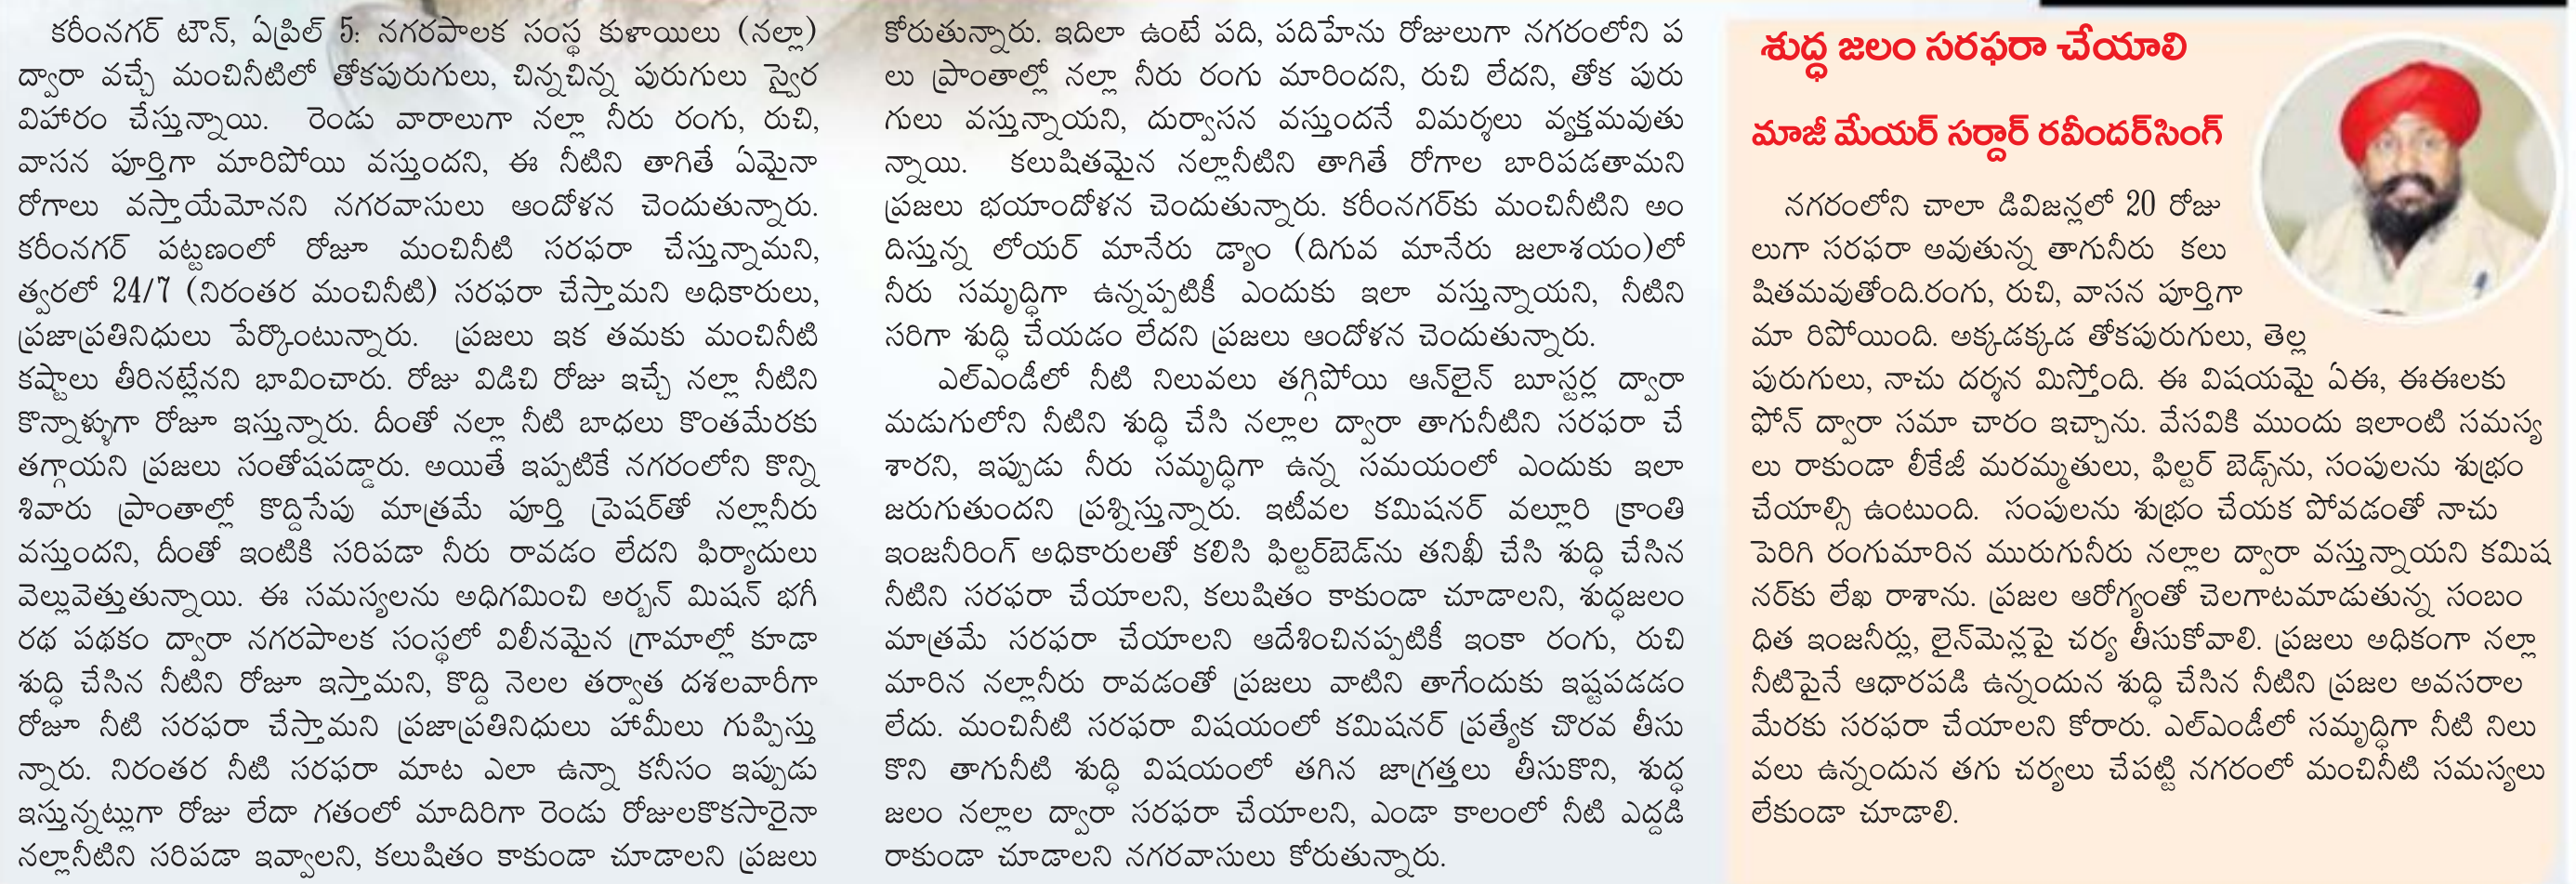 కరీంనగర్ టౌన్, ఏప్రిల్ 5: నగరపాలక సంస్థ కుళాయిలు (నల్లా)
ద్వారా వచ్చే మంచినీటిలో తోకపురుగులు, చిన్నచిన్న పురుగులు స్వైర
విహారం చేస్తున్నాయి. రెండు వారాలుగా నల్లా నీరు రంగు, రుచి,
వాసన పూర్తిగా మారిపోయి వస్తుందని, ఈ నీటిని తాగితే ఏమైనా
రోగాలు వస్తాయేమోనని నగరవాసులు ఆందోళన చెందుతున్నారు.
కరీంనగర్ పట్టణంలో రోజూ మంచినీటి సరఫరా చేస్తున్నామని,
త్వరలో 24/7 (నిరంతర మంచినీటి) సరఫరా చేస్తామని అధికారులు,
ప్రజాప్రతినిధులు పేర్కొంటున్నారు. ప్రజలు ఇక తమకు మంచినీటి
కష్టాలు తీరినట్లేనని భావించారు. రోజు విడిచి రోజు ఇచ్చే నల్లా నీటిని
కొన్నాళ్ళుగా రోజూ ఇస్తున్నారు. దీంతో నల్లా నీటి బాధలు కొంతమేరకు
తగ్గాయని ప్రజలు సంతోషపడ్డారు. అయితే ఇప్పటికే నగరంలోని కొన్ని
శివారు ప్రాంతాల్లో కొద్దిసేపు మాత్రమే పూర్తి ప్రెషర్‌తో నల్లానీరు
వస్తుందని, దీంతో ఇంటికి సరిపడా నీరు రావడం లేదని ఫిర్యాదులు
వెల్లువెత్తుతున్నాయి. ఈ సమస్యలను అధిగమించి అర్బన్ మిషన్ భగీ
రథ పథకం ద్వారా నగరపాలక సంస్థలో విలీనమైన గ్రామాల్లో కూడా
శుద్ధి చేసిన నీటిని రోజూ ఇస్తామని, కొద్ది నెలల తర్వాత దశలవారీగా
రోజూ నీటి సరఫరా చేస్తామని ప్రజాప్రతినిధులు హామీలు గుప్పిస్తు
న్నారు. నిరంతర నీటి సరఫరా మాట ఎలా ఉన్నా కనీసం ఇప్పుడు
ఇస్తున్నట్లుగా రోజు లేదా గతంలో మాదిరిగా రెండు రోజులకొకసారైనా
నల్లానీటిని సరిపడా ఇవ్వాలని, కలుషితం కాకుండా చూడాలని ప్రజలు
కోరుతున్నారు. ఇదిలా ఉంటే పది, పదిహేను రోజులుగా నగరంలోని ప
లు ప్రాంతాల్లో నల్లా నీరు రంగు మారిందని, రుచి లేదని, తోక పురు
గులు వస్తున్నాయని, దుర్వాసన వస్తుందనే విమర్శలు వ్యక్తమవుతు
న్నాయి. కలుషితమైన నల్లానీటిని తాగితే రోగాల బారిపడతామని
ప్రజలు భయాందోళన చెందుతున్నారు. కరీంనగర్‌కు మంచినీటిని అం
దిస్తున్న లోయర్ మానేరు డ్యాం (దిగువ మానేరు జలాశయం)లో
నీరు సమృద్ధిగా ఉన్నప్పటికీ ఎందుకు ఇలా వస్తున్నాయని, నీటిని
సరిగా శుద్ధి చేయడం లేదని ప్రజలు ఆందోళన చెందుతున్నారు.
ఎల్ఎండీలో నీటి నిలువలు తగ్గిపోయి ఆన్‌లైన్ బూస్టర్ల ద్వారా
మడుగులోని నీటిని శుద్ధి చేసి నల్లాల ద్వారా తాగునీటిని సరఫరా చే
శారని, ఇప్పుడు నీరు సమృద్ధిగా ఉన్న సమయంలో ఎందుకు ఇలా
జరుగుతుందని ప్రశ్నిస్తున్నారు. ఇటీవల కమిషనర్ వల్లూరి క్రాంతి
ఇంజనీరింగ్ అధికారులతో కలిసి ఫిల్టర్‌బెడ్‌ను తనిఖీ చేసి శుద్ధి చేసిన
నీటిని సరఫరా చేయాలని, కలుషితం కాకుండా చూడాలని, శుద్ధజలం
మాత్రమే సరఫరా చేయాలని ఆదేశించినప్పటికీ ఇంకా రంగు, రుచి
మారిన నల్లానీరు రావడంతో ప్రజలు వాటిని తాగేందుకు ఇష్టపడడం
లేదు. మంచినీటి సరఫరా విషయంలో కమిషనర్ ప్రత్యేక చొరవ తీసు
కొని తాగునీటి శుద్ధి విషయంలో తగిన జాగ్రత్తలు తీసుకొని, శుద్ధ
జలం నల్లాల ద్వారా సరఫరా చేయాలని, ఎండా కాలంలో నీటి ఎద్దడి
రాకుండా చూడాలని నగరవాసులు కోరుతున్నారు.
శుద్ధ జలం సరఫరా చేయాలి
మాజీ మేయర్ సర్దార్ రవీందర్‌సింగ్
నగరంలోని చాలా డివిజన్లలో 20 రోజు
లుగా సరఫరా అవుతున్న తాగునీరు కలు
షితమవుతోంది.రంగు, రుచి, వాసన పూర్తిగా
మా రిపోయింది. అక్కడక్కడ తోకపురుగులు, తెల్ల
పురుగులు, నాచు దర్శన మిస్తోంది. ఈ విషయమై ఏఈ, ఈఈలకు
ఫోన్ ద్వారా సమా చారం ఇచ్చాను. వేసవికి ముందు ఇలాంటి సమస్య
లు రాకుండా లీకేజీ మరమ్మతులు, ఫిల్టర్ బెడ్స్‌ను, సంపులను శుభ్రం
చేయాల్సి ఉంటుంది. సంపులను శుభ్రం చేయక పోవడంతో నాచు
పెరిగి రంగుమారిన మురుగునీరు నల్లాల ద్వారా వస్తున్నాయని కమిష
నర్‌కు లేఖ రాశాను. ప్రజల ఆరోగ్యంతో చెలగాటమాడుతున్న సంబం
ధిత ఇంజనీర్లు, లైన్‌మెన్లపై చర్య తీసుకోవాలి. ప్రజలు అధికంగా నల్లా
నీటిపైనే ఆధారపడి ఉన్నందున శుద్ధి చేసిన నీటిని ప్రజల అవసరాల
మేరకు సరఫరా చేయాలని కోరారు. ఎల్ఎండీలో సమృద్ధిగా నీటి నిలు
వలు ఉన్నందున తగు చర్యలు చేపట్టి నగరంలో మంచినీటి సమస్యలు
లేకుండా చూడాలి.